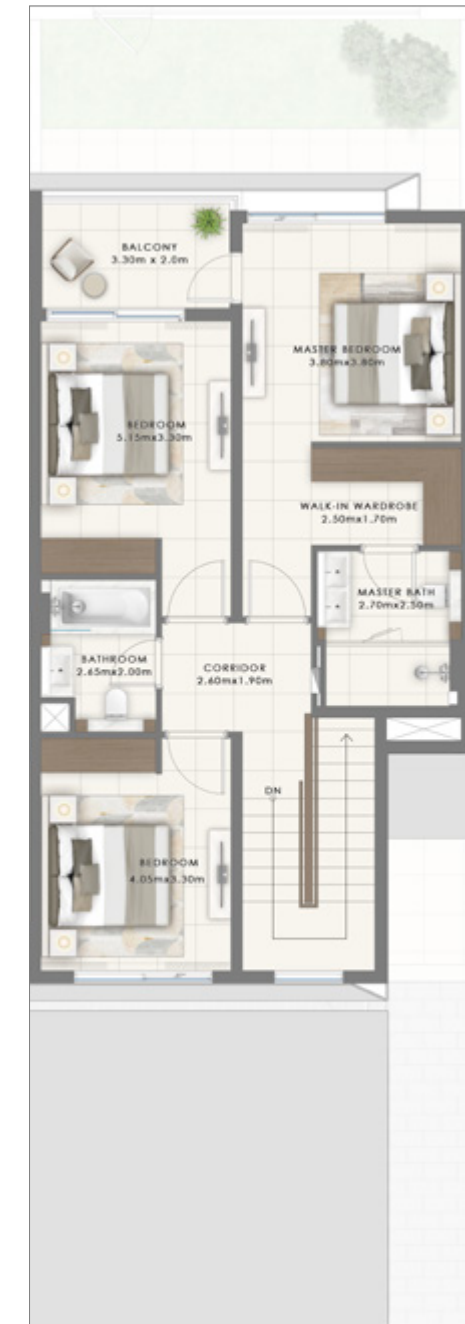 BALCONY
3.30m x 2.0m
MASTER BEDROOM
3.80mx3.80m
BEDROOM
5.15mx3.30m
WALK-IN WARDROBE
2.50mx1.70m
MASTER BATH
2.70mx2.50m
BATHROOM
2.65mx2.00m
CORRIDOR
2.60mx1.90m
DN
BEDROOM
4.05mx3.30m